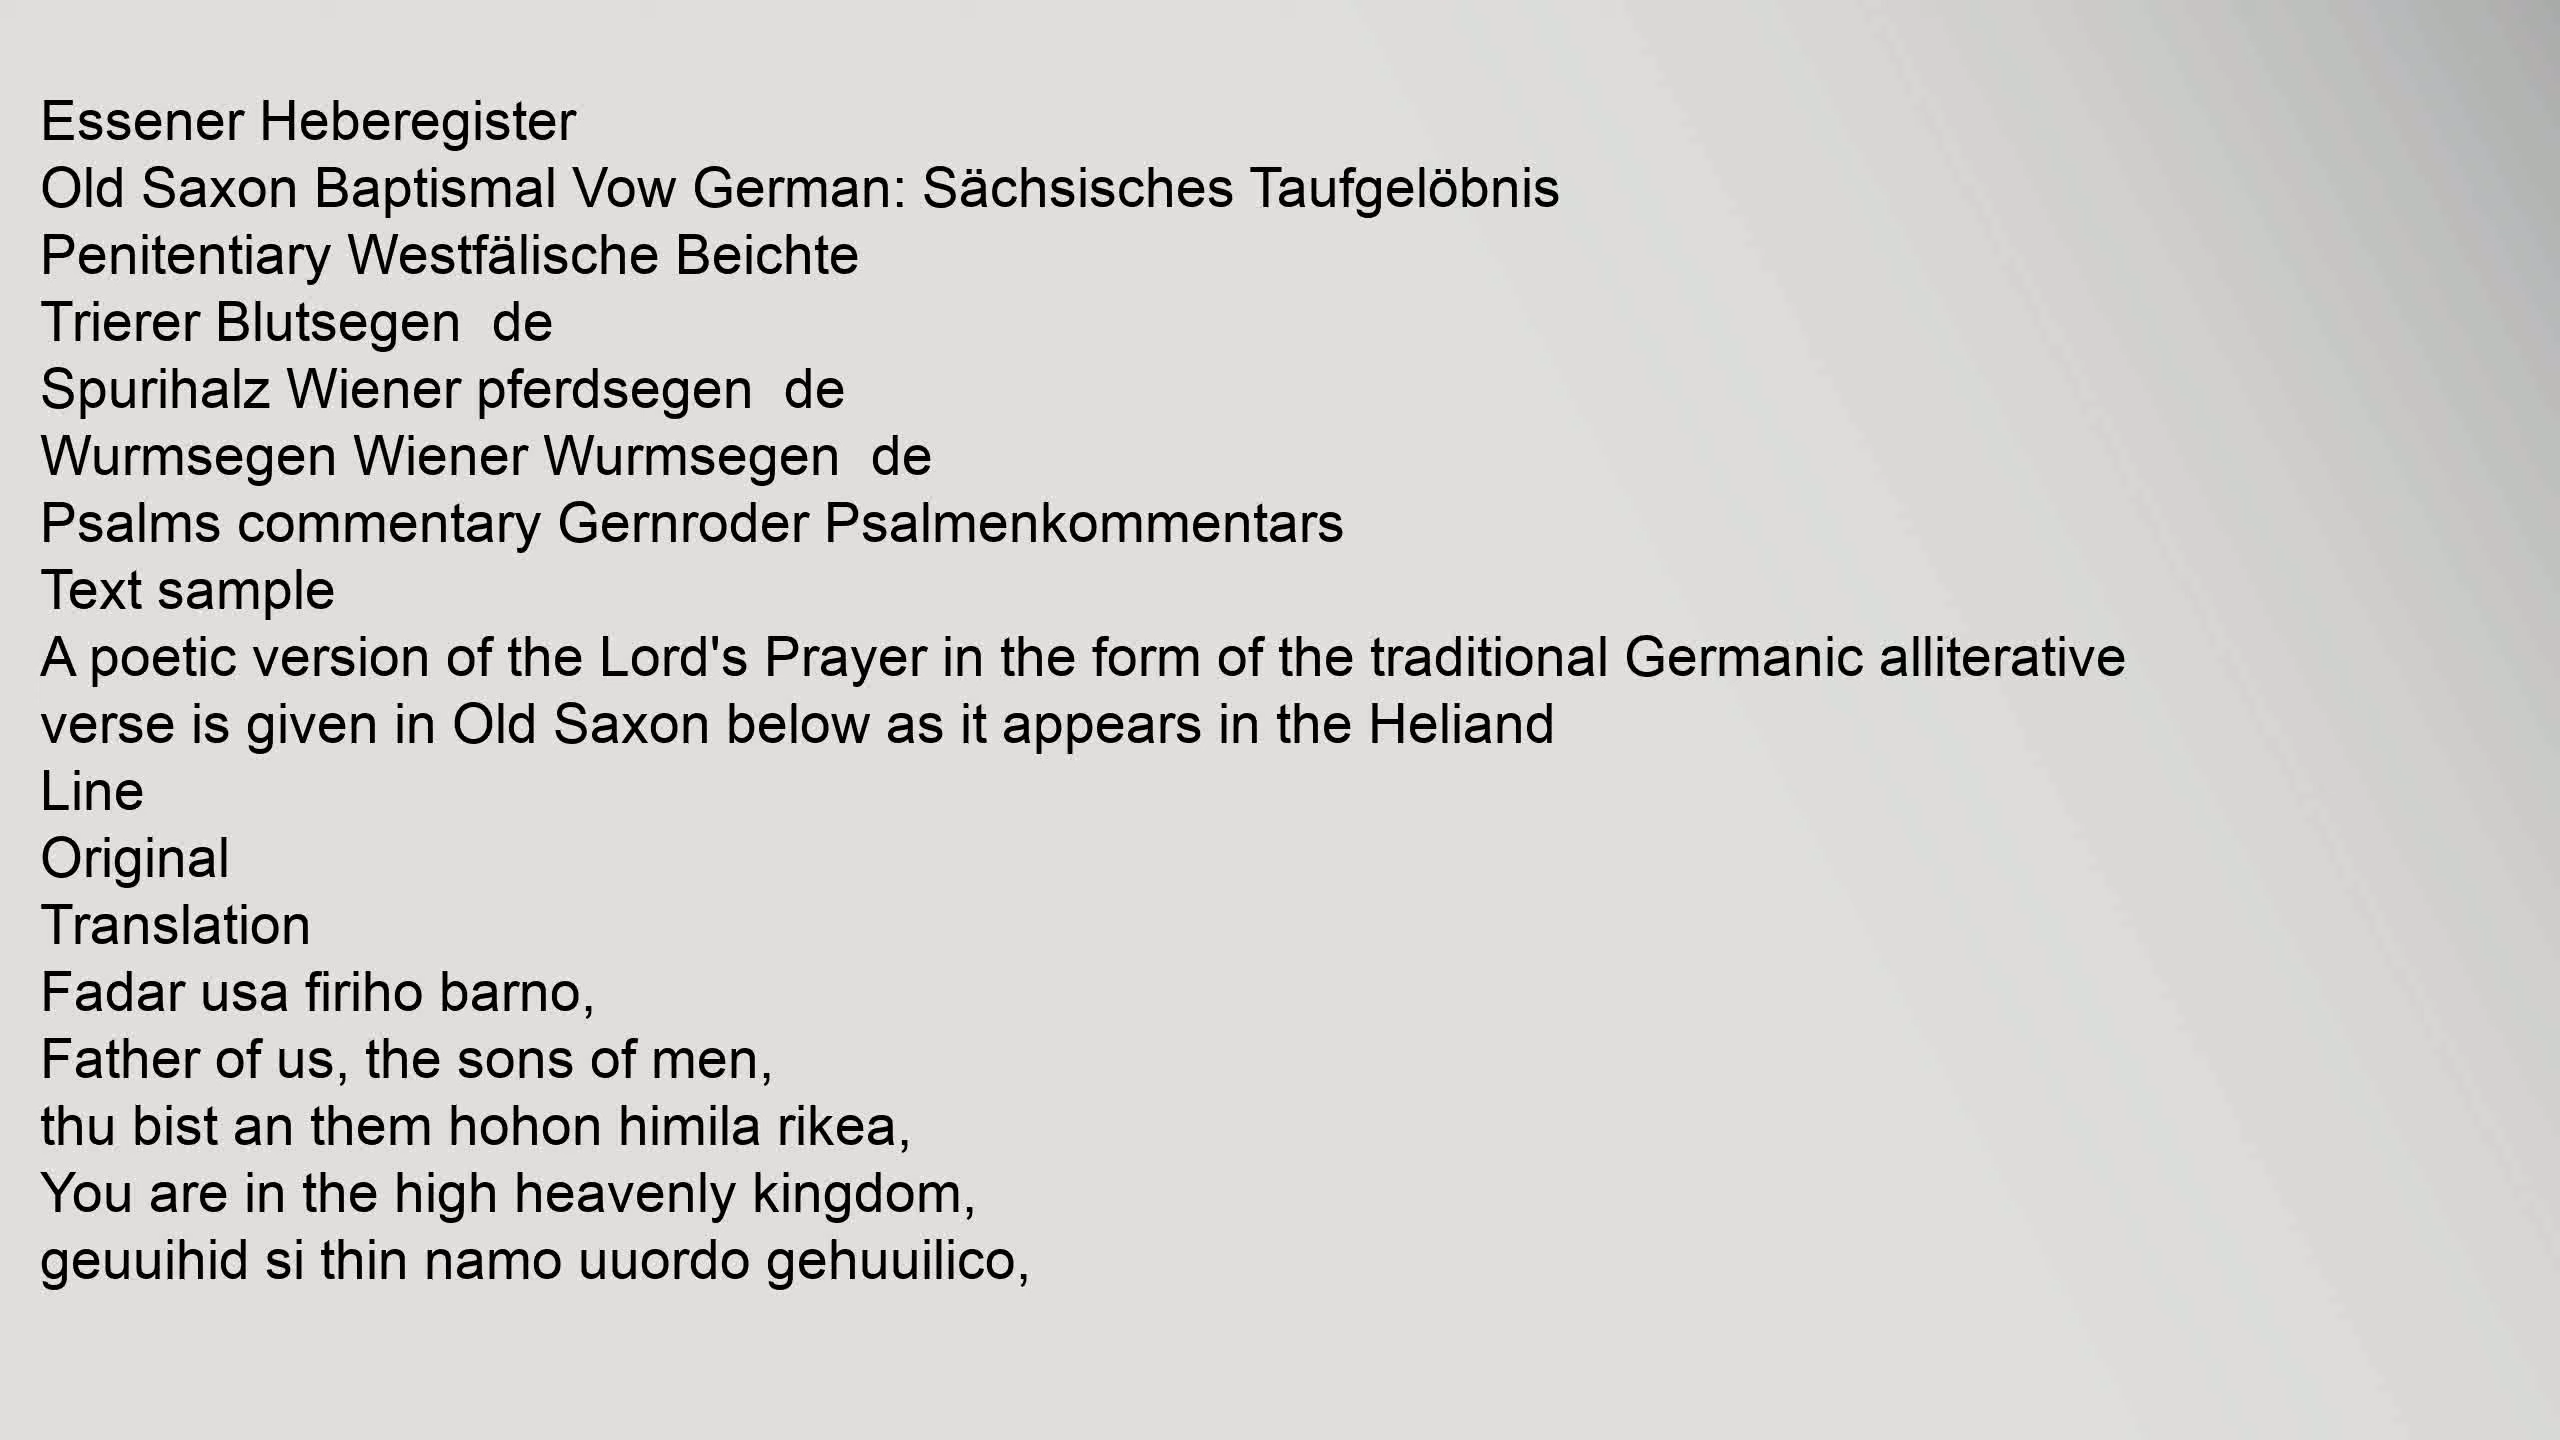 Essener Heberegister
Old Saxon Baptismal Vow German: Sächsisches Taufgelöbnis
Penitentiary Westfälische Beichte
Trierer Blutsegen  de
Spurihalz Wiener pferdsegen  de
Wurmsegen Wiener Wurmsegen  de
Psalms commentary Gernroder Psalmenkommentars
Text sample
A poetic version of the Lord's Prayer in the form of the traditional Germanic alliterative
verse is given in Old Saxon below as it appears in the Heliand
Line
Original
Translation
Fadar usa firiho barno,
Father of us, the sons of men,
thu bist an them hohon himila rikea,
You are in the high heavenly kingdom,
geuuihid si thin namo uuordo gehuuilico,